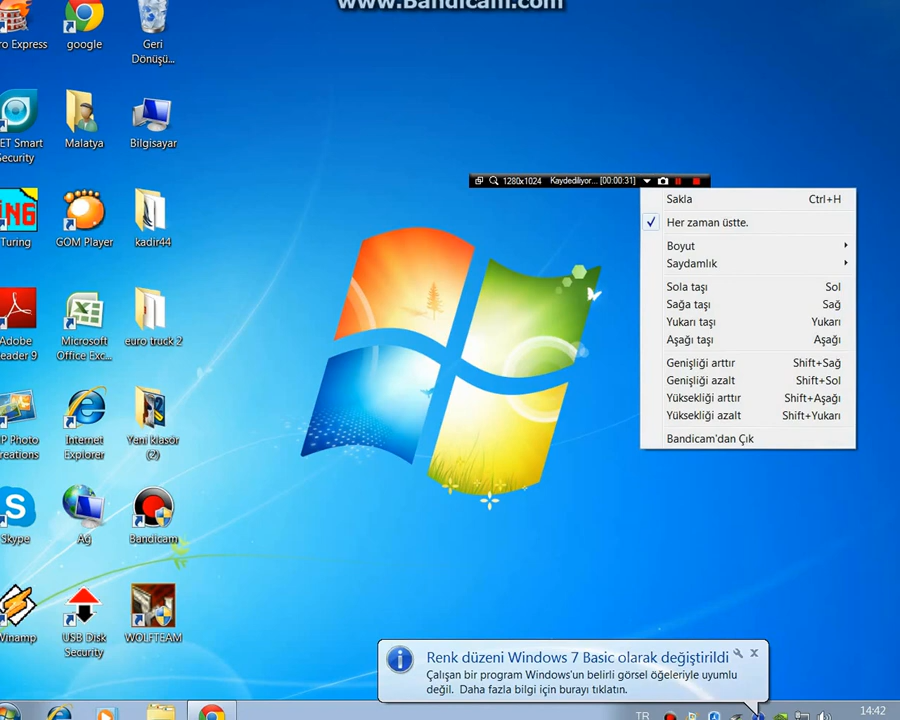 www.Bandicam.com
ro Express
google
Geri
Dönüşü...
ET Smart
Security
Malatya
Bilgisayar
ING
Turing
GOM Player
kadir44
Adobe
Reader 9
Microsoft
Office Exc...
euro truck 2
P Photo
Creations
Internet
Explorer
Yeni klasör
(2)
Skype
Ağ
Bandicam
Winamp
USB Disk
Security
WOLFTEAM
1280x1024 Kaydediliyor... [00:00:31]
Sakla Ctrl+H
Her zaman üstte.
Boyut
Saydamlık
Sola taşı Sol
Sağa taşı Sağ
Yukarı taşı Yukarı
Aşağı taşı Aşağı
Genişliği arttır Shift+Sağ
Genişliği azalt Shift+Sol
Yüksekliği arttır Shift+Aşağı
Yüksekliği azalt Shift+Yukarı
Bandicam'dan Çık
Renk düzeni Windows 7 Basic olarak değiştirildi
Çalışan bir program Windows'un belirli görsel öğeleriyle uyumlu
değil. Daha fazla bilgi için burayı tıklatın.
TR
14:42